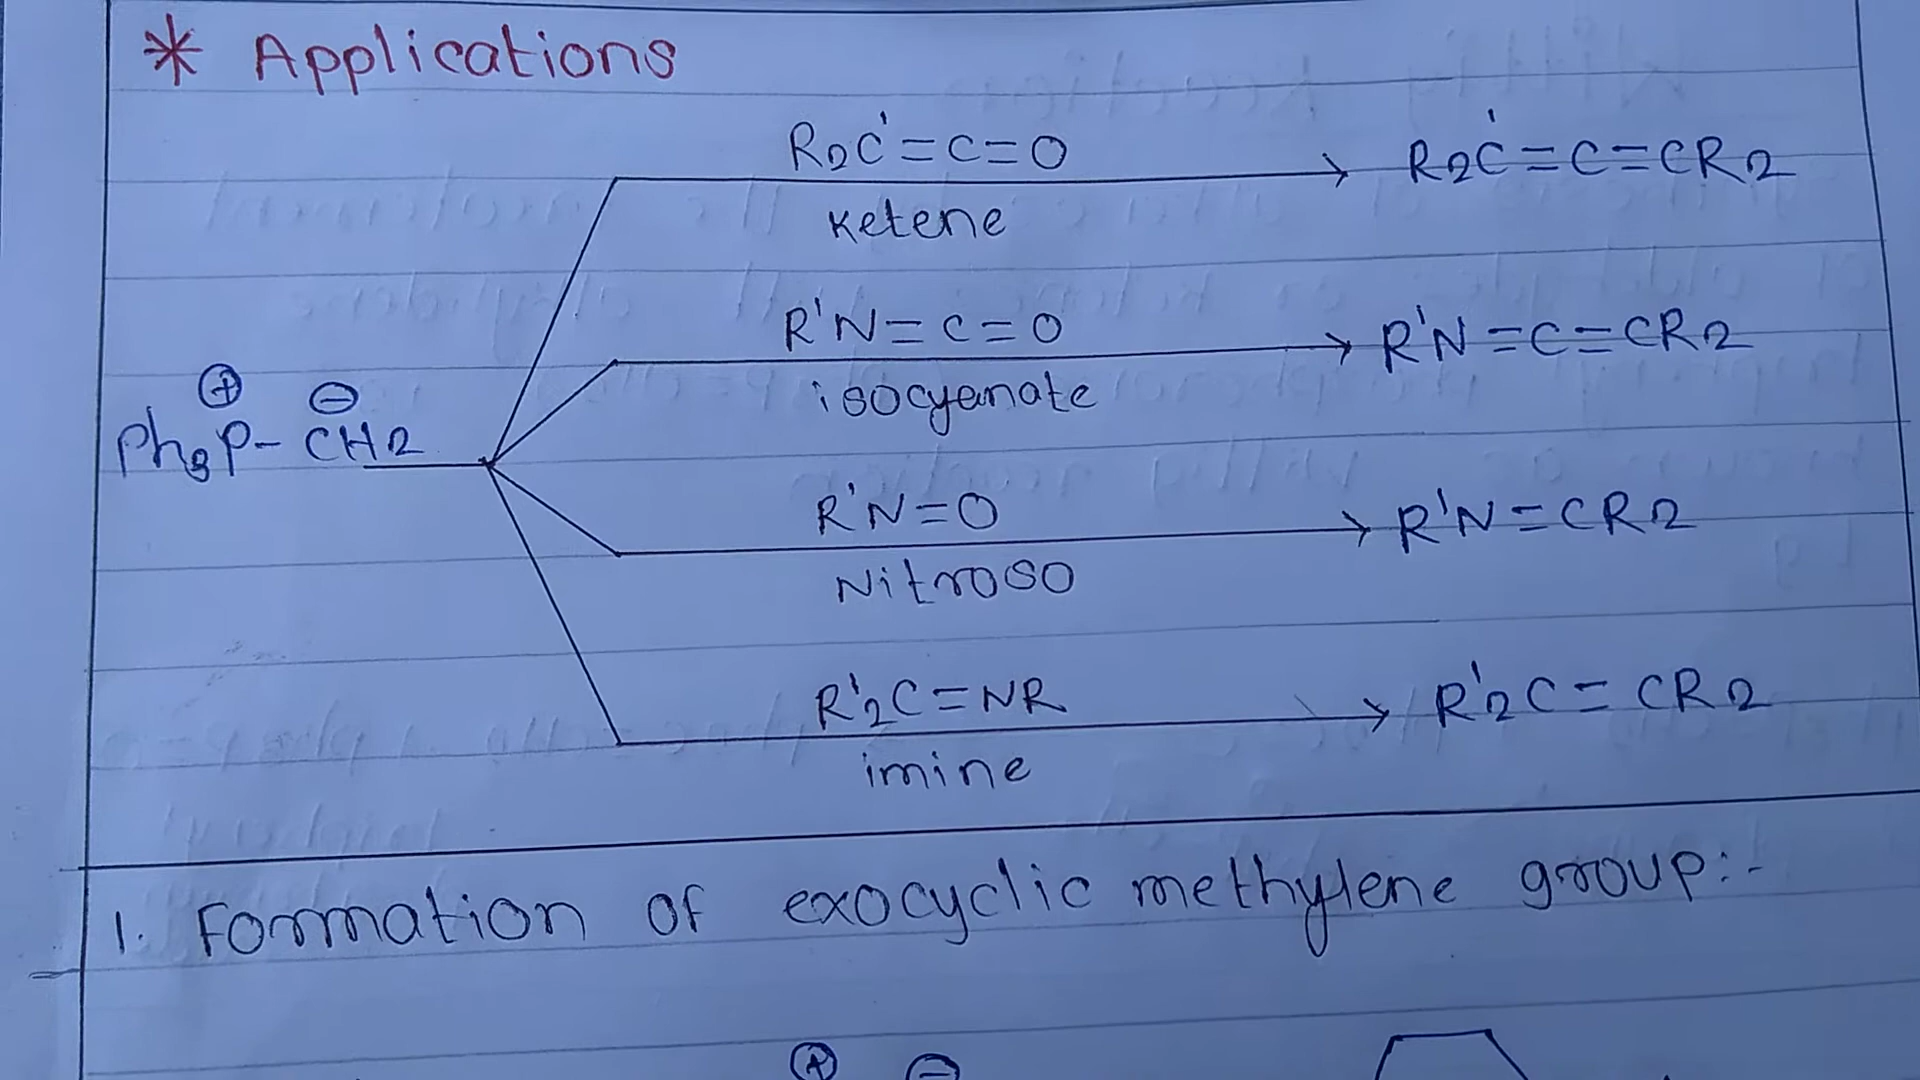 * Applications
R2C'=C=O → R2C'=C=CR2
Ketene
R'N=C=O → R'N=C=CR2
isocyanate
⊕ ⊖
Ph3P-CH2
R'N=O → R'N=CR2
Nitroso
R'2C=NR → R'2C=CR2
imine
1. Formation of exocyclic methylene group:-
⊕ ⊖